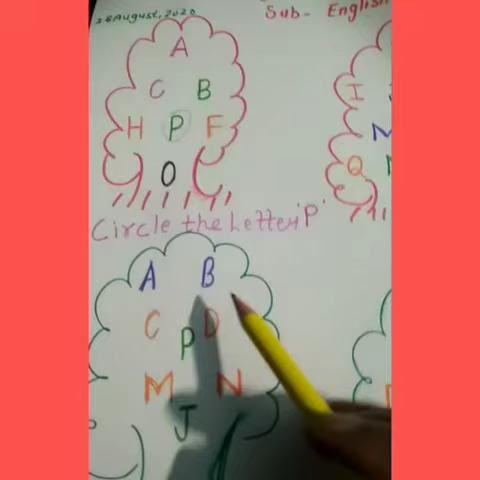 26August, 2020
Sub- English
A
C B
H P F
O
I
Q
Circle the Letter 'P'
A B
C D
P
M N
J